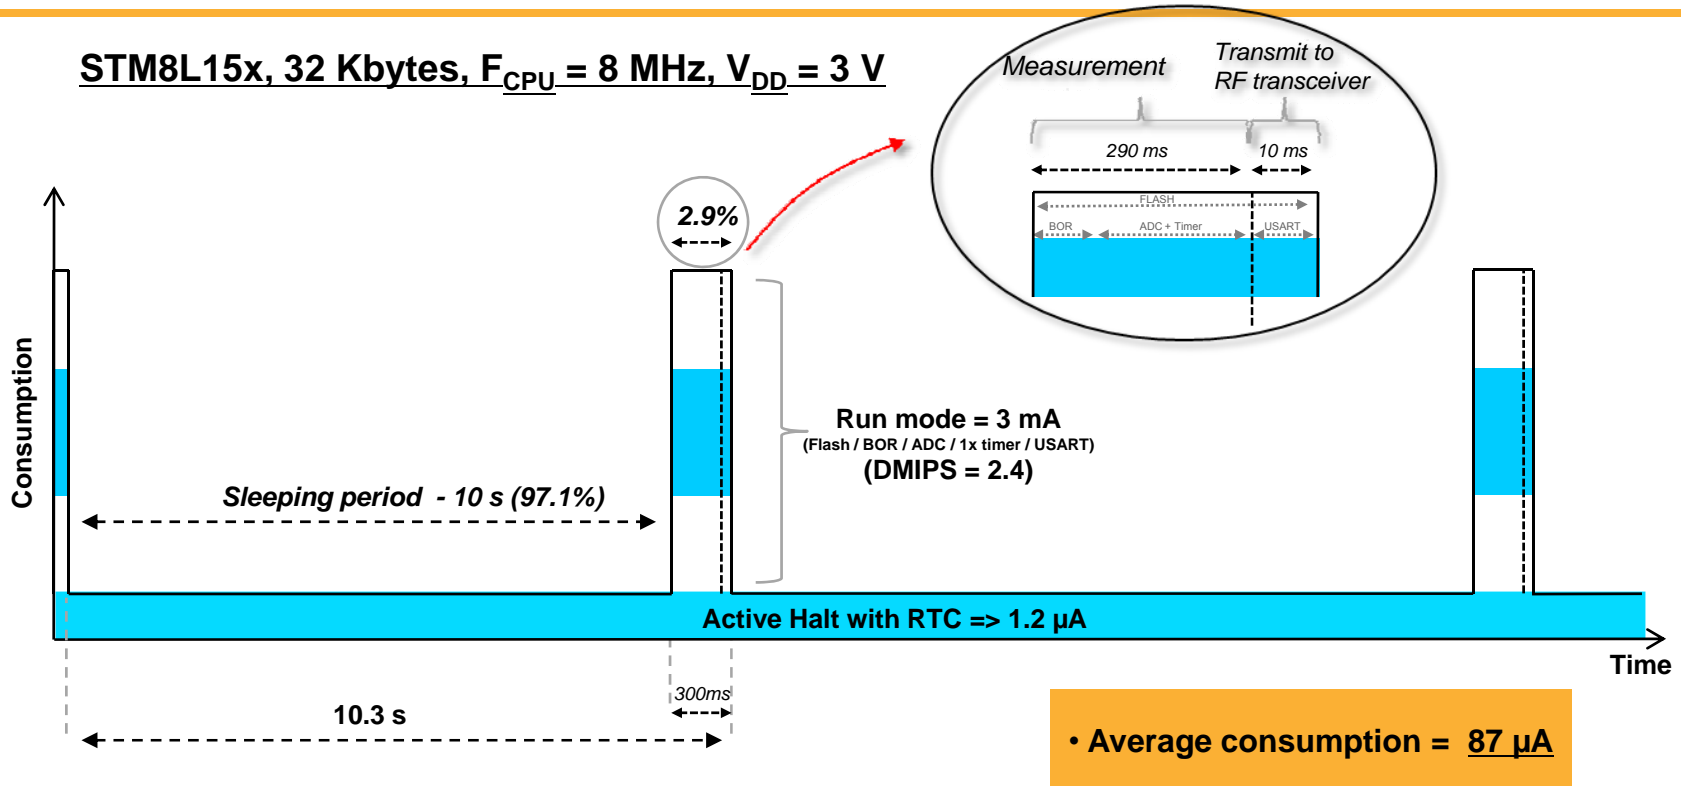 STM8L15x, 32 Kbytes, FCPU = 8 MHz, VDD = 3 V
Measurement
Transmit to
RF transceiver
290 ms
10 ms
FLASH
BOR
ADC + Timer
USART
2.9%
Consumption
Run mode = 3 mA
(Flash / BOR / ADC / 1x timer / USART)
(DMIPS = 2.4)
Sleeping period - 10 s (97.1%)
Active Halt with RTC => 1.2 µA
Time
300ms
10.3 s
• Average consumption = 87 µA